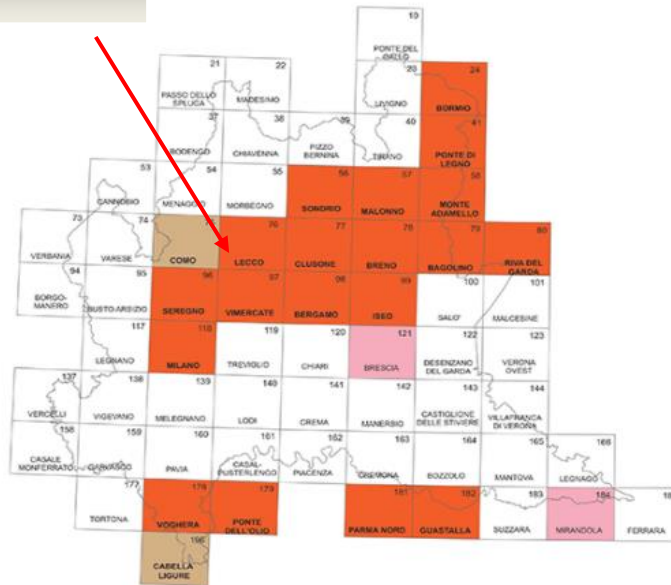 19
PONTE DEL
GALLO
21
22
20
24
PASSO DELLO
SPLUGA
MADESIMO
LIVIGNO
BORMIO
37
38
39
40
41
BODENGO
CHIAVENNA
PIZZO
BERNINA
TIRANO
PONTE DI
LEGNO
53
54
55
56
57
58
CANNOBIO
MENAGGIO
MORBEGNO
SONDRIO
MALONNO
MONTE
ADAMELLO
73
74
75
76
77
78
79
80
VERBANIA
VARESE
COMO
LECCO
CLUSONE
BRENO
BAGOLINO
RIVA DEL
GARDA
94
95
96
97
98
99
100
101
BORGO-
MANERO
BUSTO ARSIZIO
SEREGNO
VIMERCATE
BERGAMO
ISEO
SALO'
MALCESINE
117
118
119
120
121
122
123
LEGNANO
MILANO
TREVIGLIO
CHIARI
BRESCIA
DESENZANO
DEL GARDA
VERONA
OVEST
137
138
139
140
141
142
143
144
VERCELLI
VIGEVANO
MELEGNANO
LODI
CREMA
MANERBIO
CASTIGLIONE
DELLE STIVIERE
VILLAFRANCA
DI VERONA
158
159
160
161
162
163
164
165
166
CASALE
MONFERRATO
GARLASCO
PAVIA
CASAL-
PUSTERLENGO
PIACENZA
CREMONA
BOZZOLO
MANTOVA
LEGNAGO
177
178
179
181
182
183
184
TORTONA
VOGHERA
PONTE
DELL'OLIO
PARMA NORD
GUASTALLA
SUZZARA
MIRANDOLA
FERRARA
196
CABELLA
LIGURE